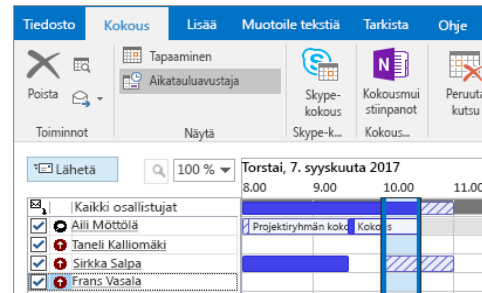 Tiedosto Kokous Lisää Muotoile tekstiä Tarkista Ohje
Tapaaminen
Aikatauluavustaja
Poista
Skype-
kokous
Kokousmui
stiinpanot
Peruuta
kutsu
Toiminnot Näytä Skype-k... Kokous...
Lähetä 100 % Torstai, 7. syyskuuta 2017
8.00 9.00 10.00 11.00
Kaikki osallistujat
Aili Möttölä Projektiryhmän koko Kokous
Taneli Kalliomäki
Sirkka Salpa
Frans Vasala